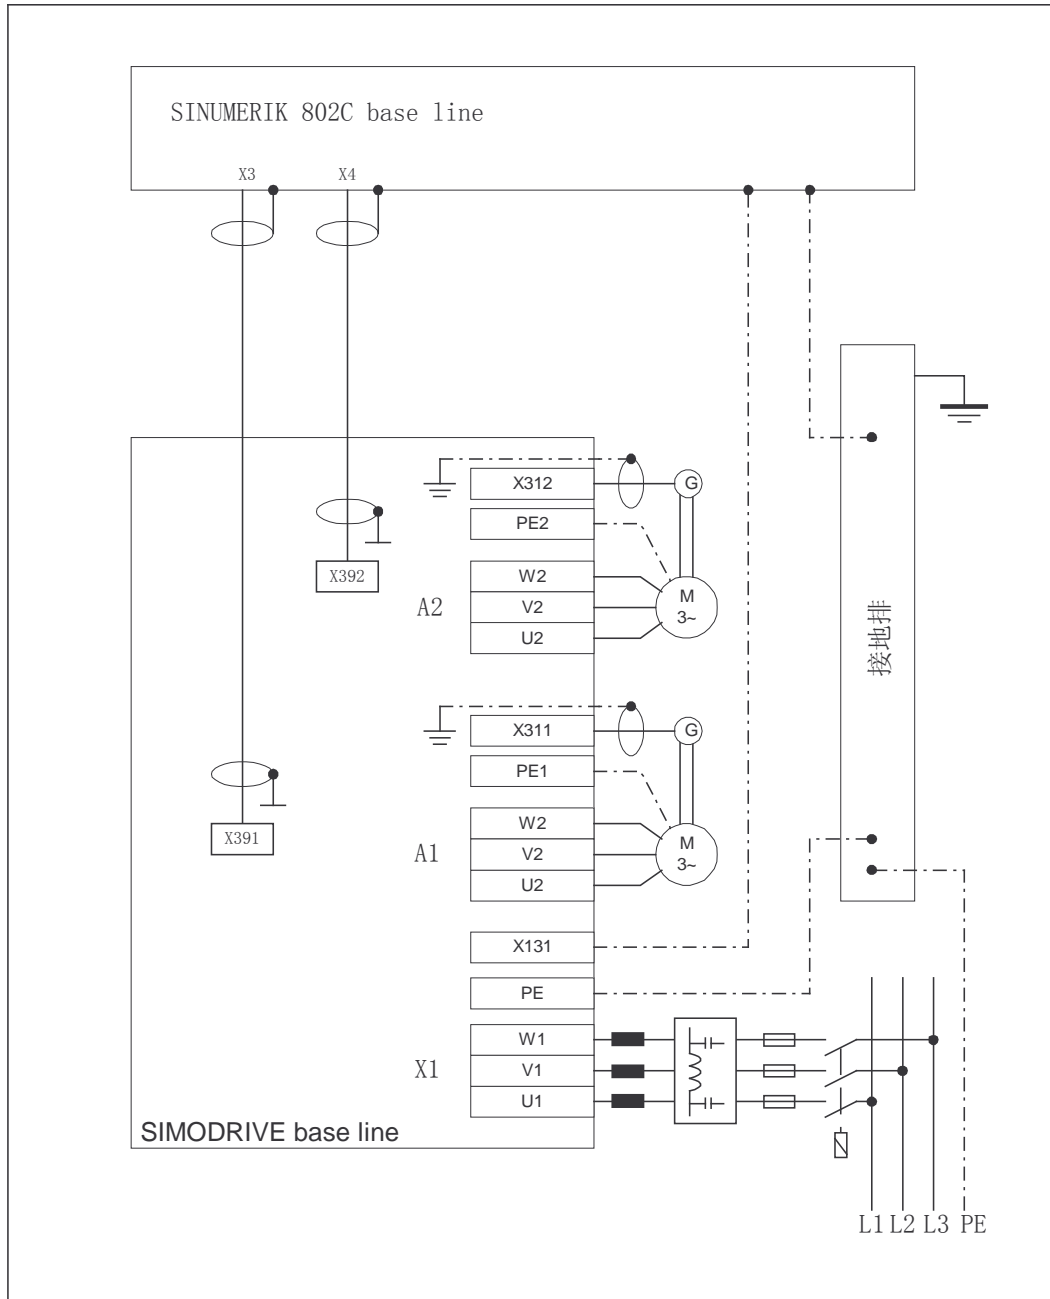 SINUMERIK 802C base line
X3
X4
X312
G
PE2
X392
A2
W2
V2
U2
M
3~
接地排
X311
G
PE1
X391
A1
W2
V2
U2
M
3~
X131
PE
X1
W1
V1
U1
SIMODRIVE base line
L1 L2 L3 PE